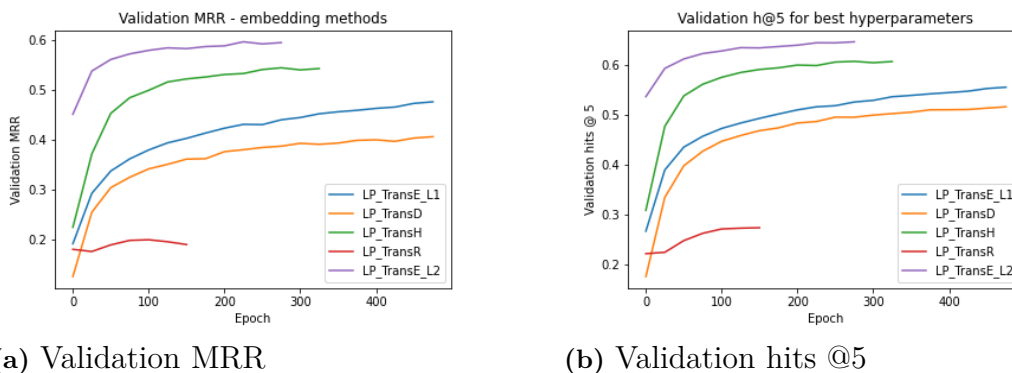 Validation MRR - embedding methods
Validation MRR
0.6
0.5
0.4
0.3
0.2
LP_TransE_L1
LP_TransD
LP_TransH
LP_TransR
LP_TransE_L2
0 100 200 300 400
Epoch
(a) Validation MRR
Validation h@5 for best hyperparameters
Validation hits @ 5
0.6
0.5
0.4
0.3
0.2
LP_TransE_L1
LP_TransD
LP_TransH
LP_TransR
LP_TransE_L2
0 100 200 300 400
Epoch
(b) Validation hits @5